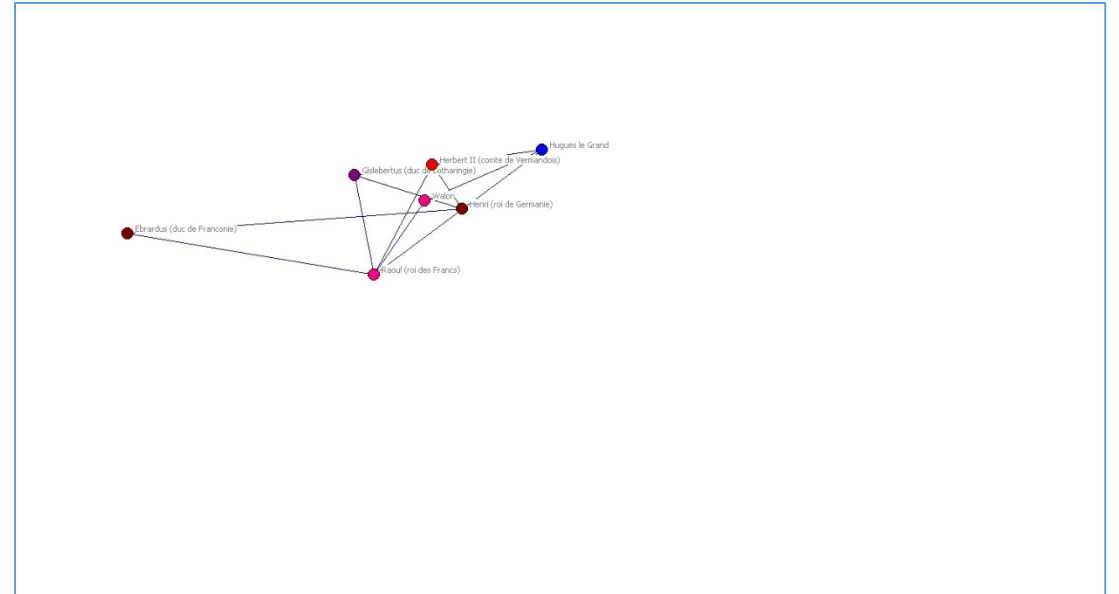 Hugues le Grand
Herbert II (comte de Vermandois)
Gislebertus (duc de Lotharingie)
Walon
Henri (roi de Germanie)
Ebrardus (duc de Franconie)
Raoul (roi des Francs)